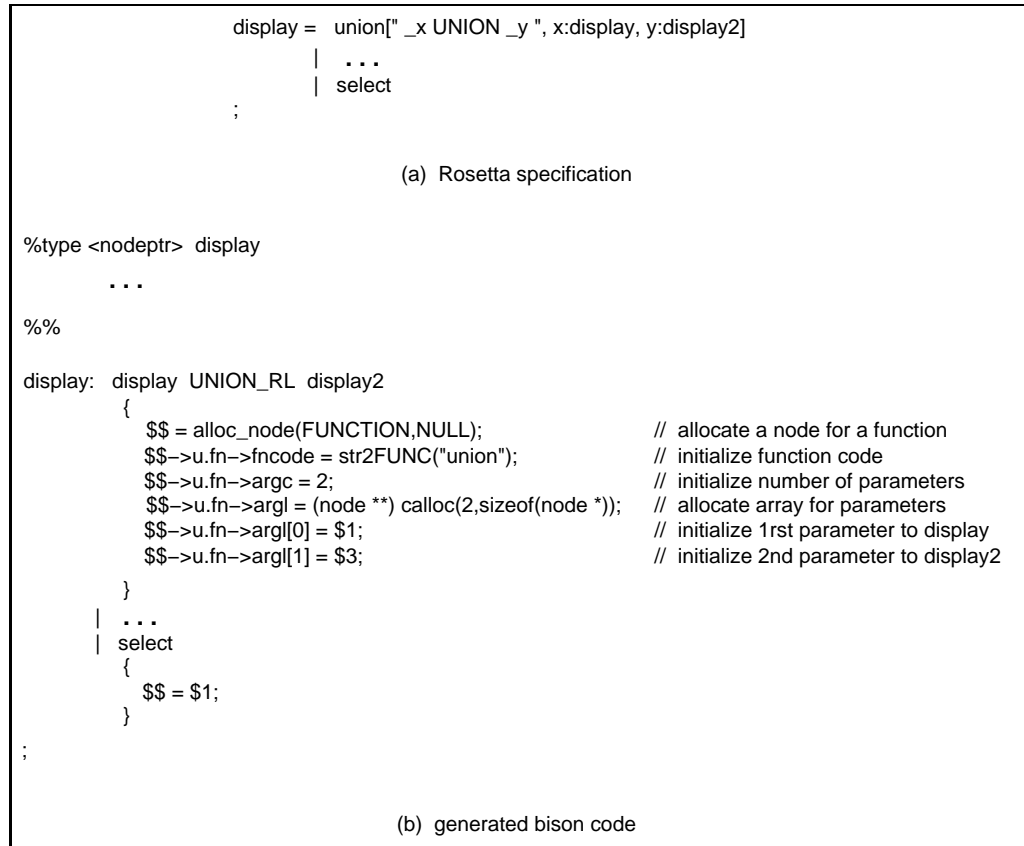 display = union[" _x UNION _y ", x:display, y:display2]
| . . .
| select
;
(a) Rosetta specification
%type <nodeptr> display
. . .
%%
display: display UNION_RL display2
{
$$ = alloc_node(FUNCTION,NULL); // allocate a node for a function
$$−>u.fn−>fncode = str2FUNC("union"); // initialize function code
$$−>u.fn−>argc = 2; // initialize number of parameters
$$−>u.fn−>argl = (node **) calloc(2,sizeof(node *)); // allocate array for parameters
$$−>u.fn−>argl[0] = $1; // initialize 1rst parameter to display
$$−>u.fn−>argl[1] = $3; // initialize 2nd parameter to display2
}
| . . .
| select
{
$$ = $1;
}
;
(b) generated bison code